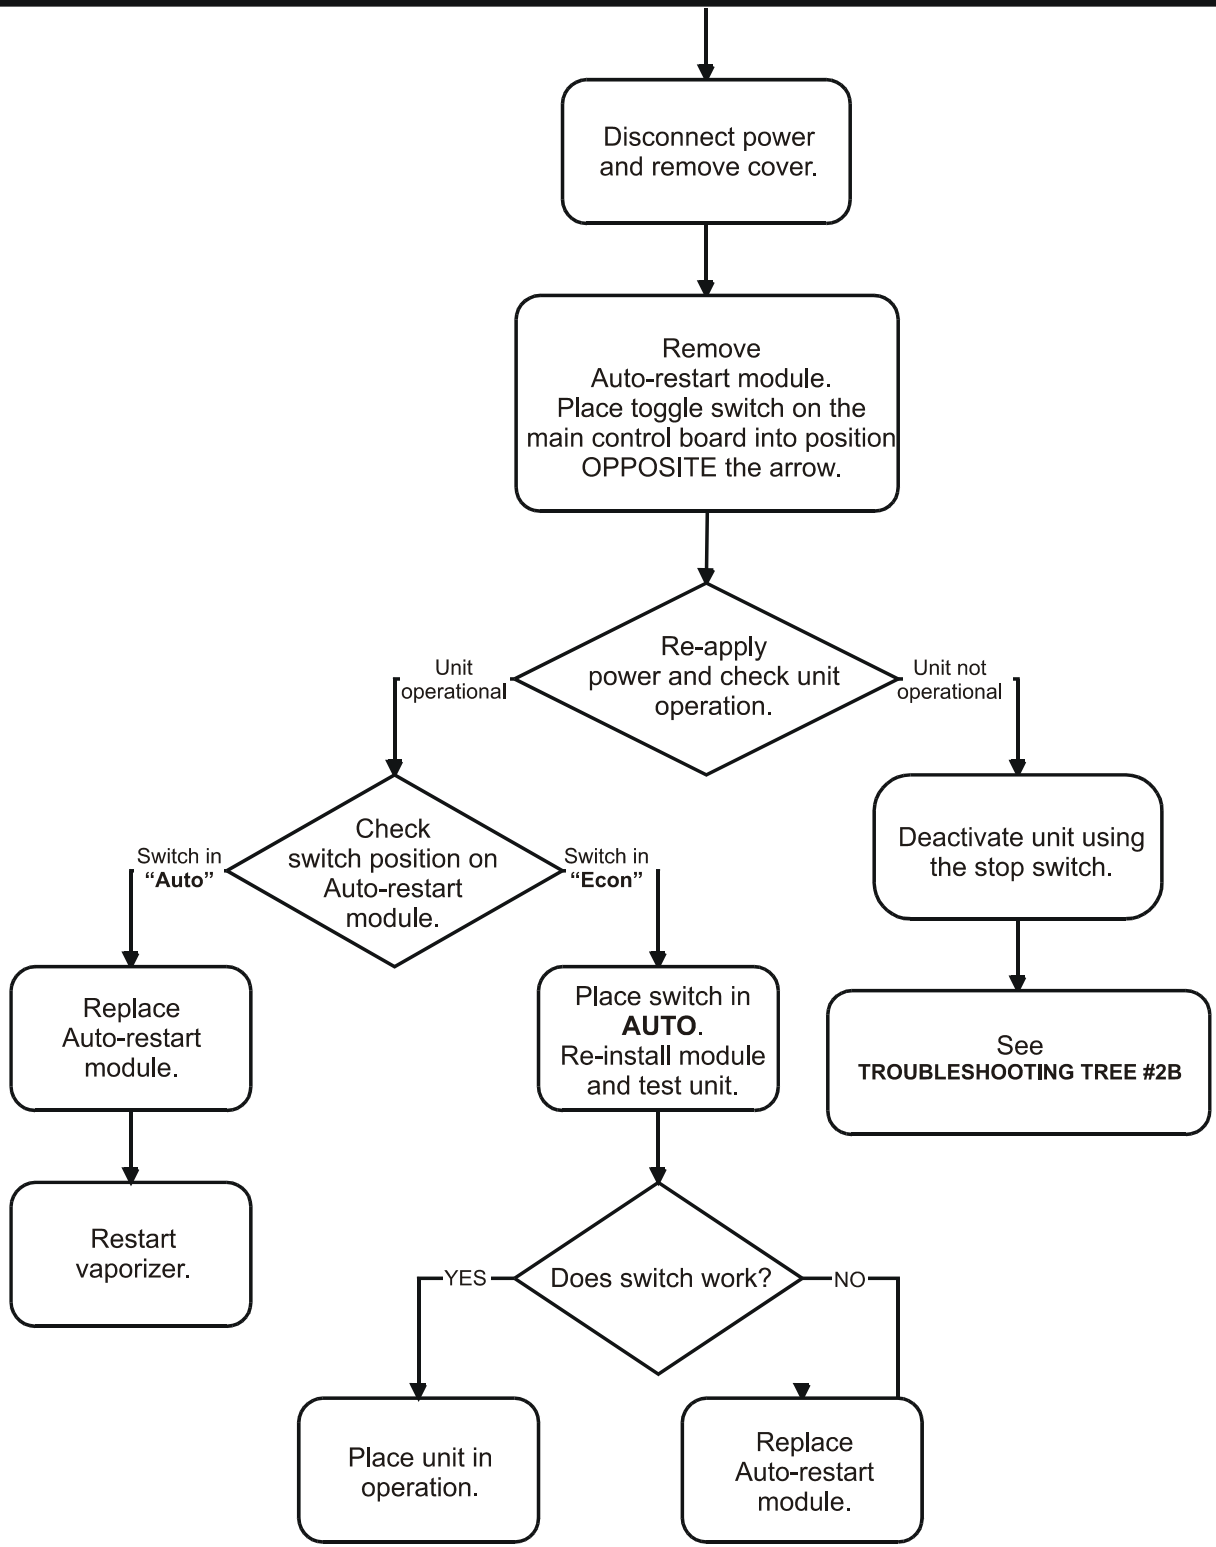 Disconnect power
and remove cover.
Remove
Auto-restart module.
Place toggle switch on the
main control board into position
OPPOSITE the arrow.
Re-apply
power and check unit
operation.
Unit
operational
Unit not
operational
Check
switch position on
Auto-restart
module.
Switch in
“Auto”
Switch in
“Econ”
Deactivate unit using
the stop switch.
Replace
Auto-restart
module.
Place switch in
AUTO.
Re-install module
and test unit.
See
TROUBLESHOOTING TREE #2B
Restart
vaporizer.
Does switch work?
YES
NO
Place unit in
operation.
Replace
Auto-restart
module.